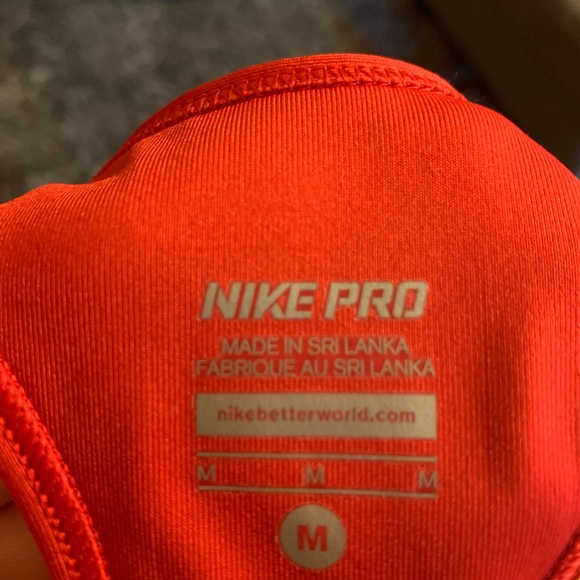 NIKE PRO
MADE IN SRI LANKA
FABRIQUE AU SRI LANKA
nikebetterworld.com
M M M
M